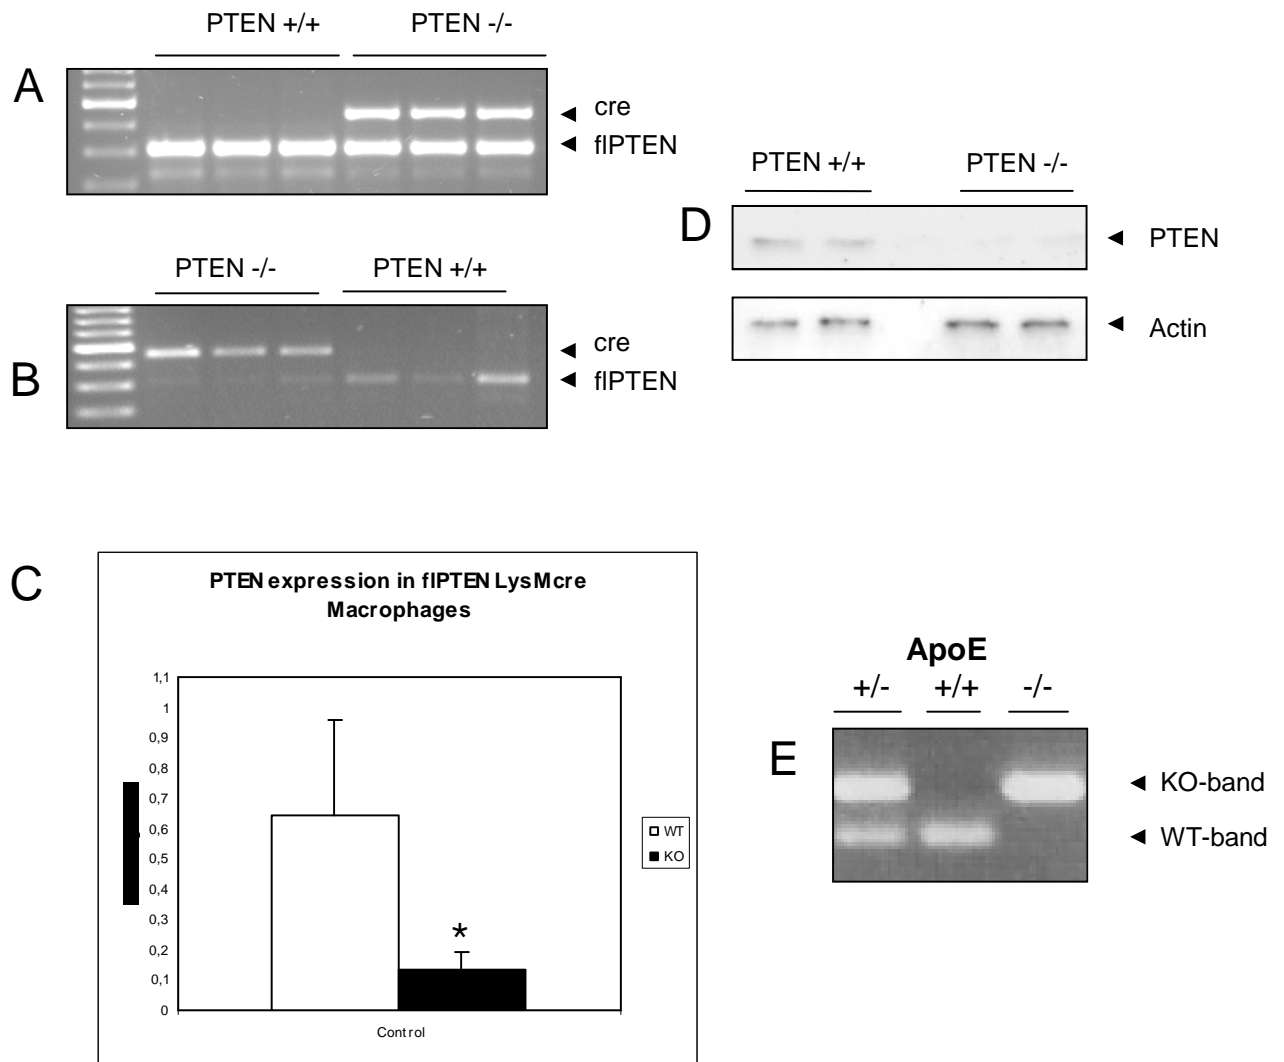 PTEN +/+
PTEN -/-
A
cre
flPTEN
PTEN -/-
PTEN +/+
B
cre
flPTEN
C
PTEN expression in flPTEN LysMcre
Macrophages
1,1
1
0,9
0,8
0,7
0,6
0,5
0,4
0,3
0,2
0,1
0
*
Control
WT
KO
PTEN +/+
PTEN -/-
D
PTEN
Actin
ApoE
+/-
+/+
-/-
E
KO-band
WT-band